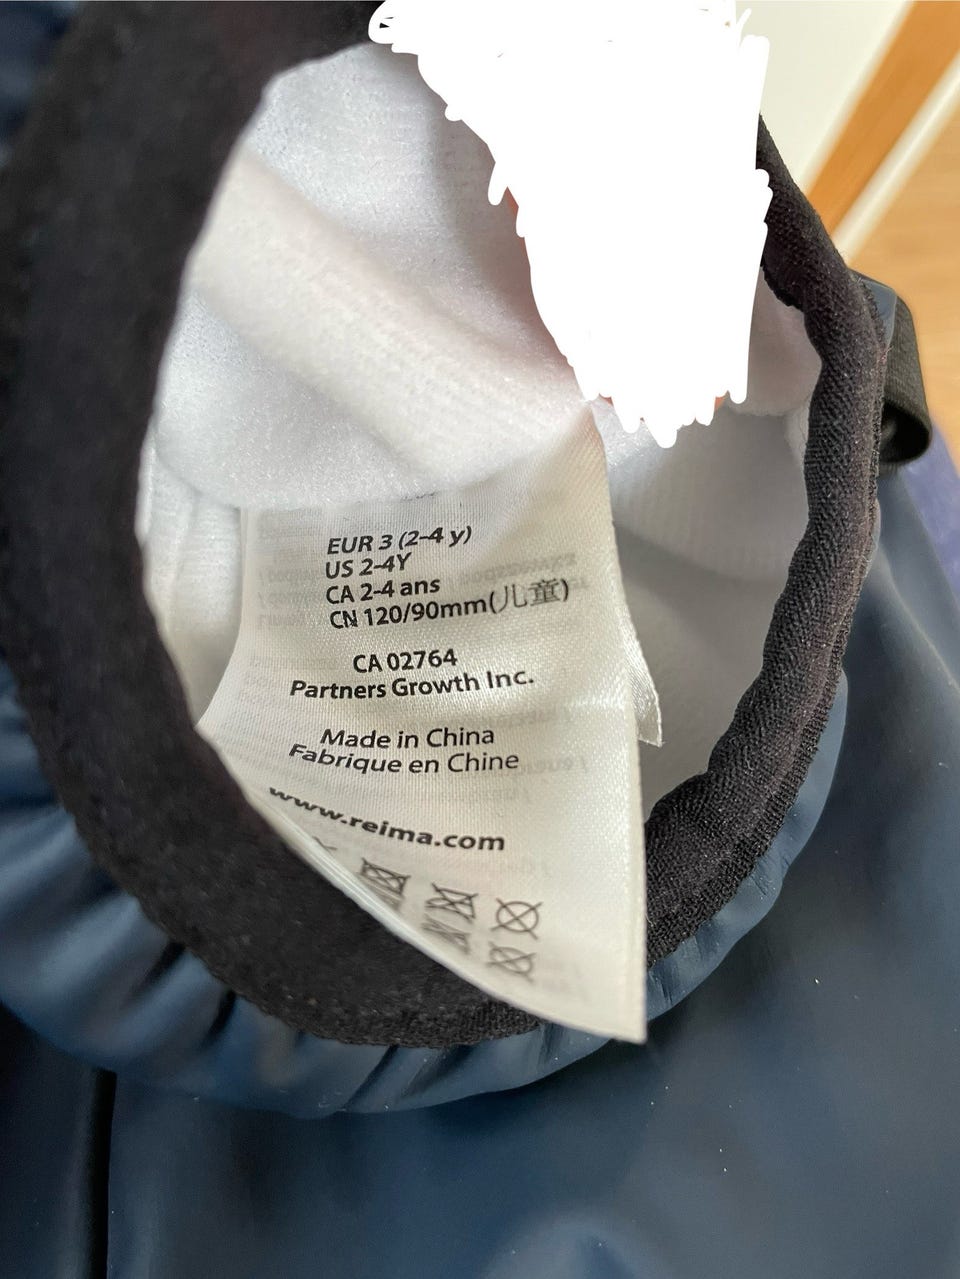 EUR 3 (2-4 y)
US 2-4Y
CA 2-4 ans
CN 120/90mm(儿童)
CA 02764
Partners Growth Inc.
Made in China
Fabrique en Chine
www.reima.com